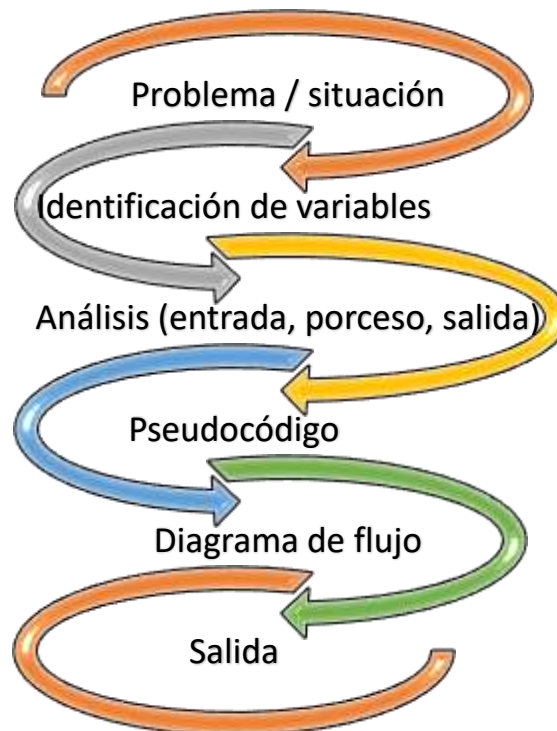 Problema / situación
Identificación de variables
Análisis (entrada, porceso, salida)
Pseudocódigo
Diagrama de flujo
Salida